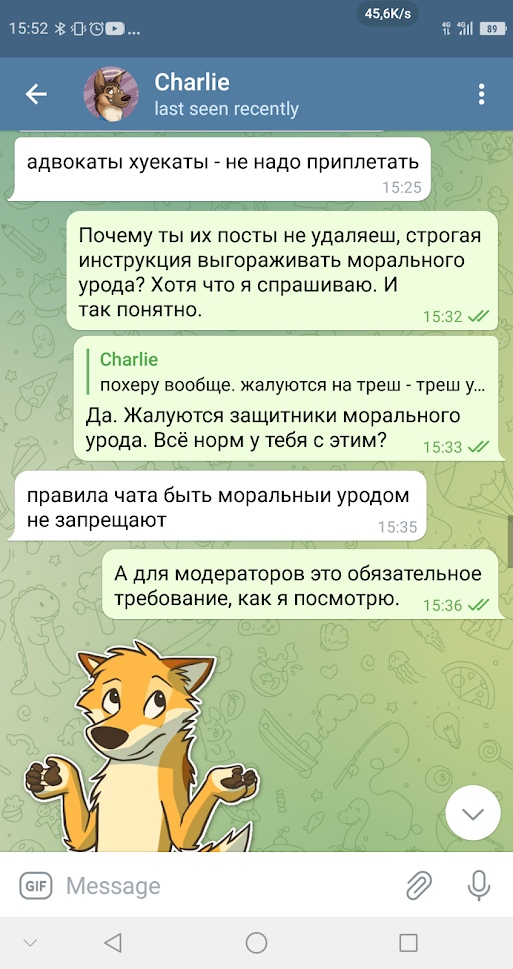 45,6K/s
15:52
89
Charlie
last seen recently
адвокаты хуекаты - не надо приплетать
15:25
Почему ты их посты не удаляеш, строгая
инструкция выгораживать морального
урода? Хотя что я спрашиваю. И
так понятно.
15:32
Charlie
похеру вообще. жалуются на треш - треш у...
Да. Жалуются защитники морального
урода. Всё норм у тебя с этим?
15:33
правила чата быть моральныи уродом
не запрещают
15:35
А для модераторов это обязательное
требование, как я посмотрю.
15:36
GIF
Message